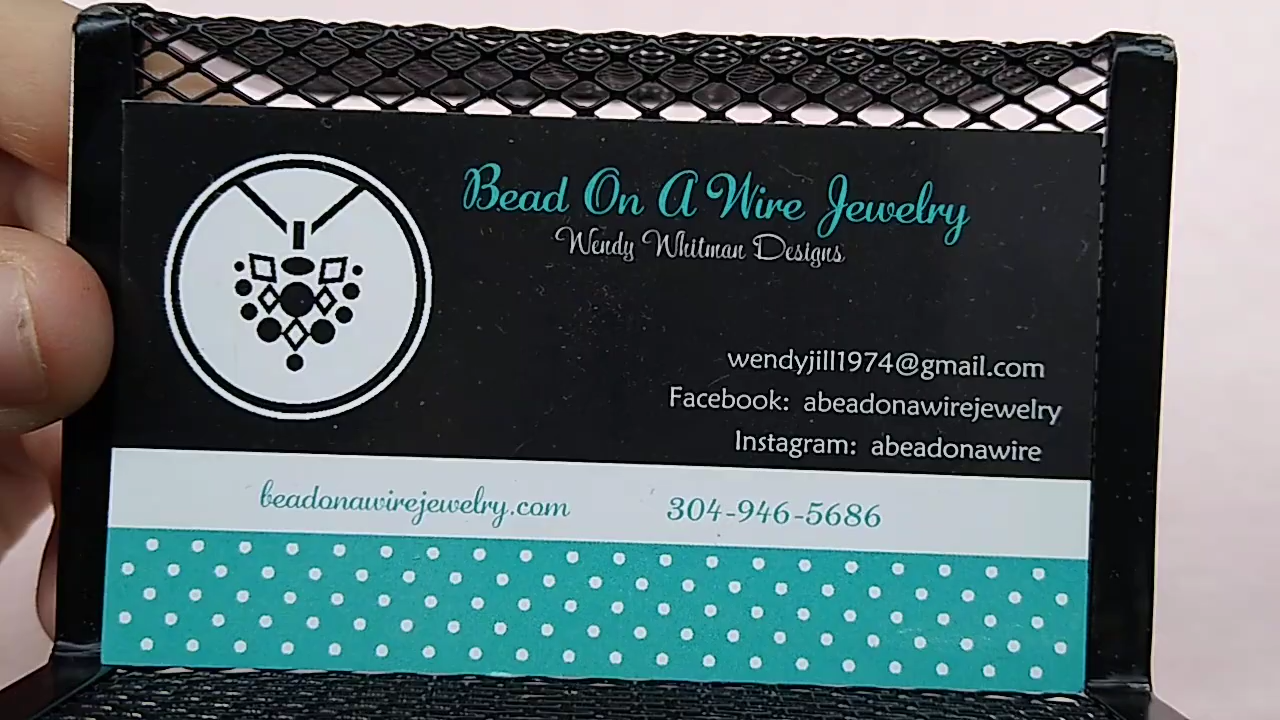 Bead On A Wire Jewelry
Wendy Whitman Designs
wendyjill1974@gmail.com
Facebook: abeadonawirejewelry
Instagram: abeadonawire
beadonawirejewelry.com 304-946-5686